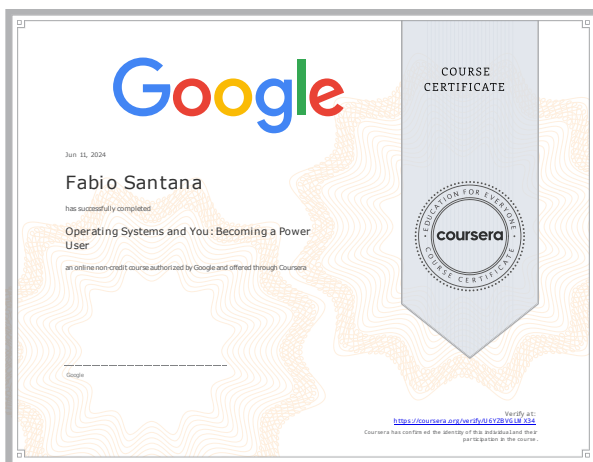 Google
COURSE
CERTIFICATE
Jun 11, 2024
Fabio Santana
has successfully completed
Operating Systems and You: Becoming a Power
User
an online non-credit course authorized by Google and offered through Coursera
EDUCATION FOR EVERYONE
coursera
COURSE CERTIFICATE
Google
Verify at:
https://coursera.org/verify/U6YZBVGLMX34
Coursera has confirmed the identity of this individual and their
participation in the course.